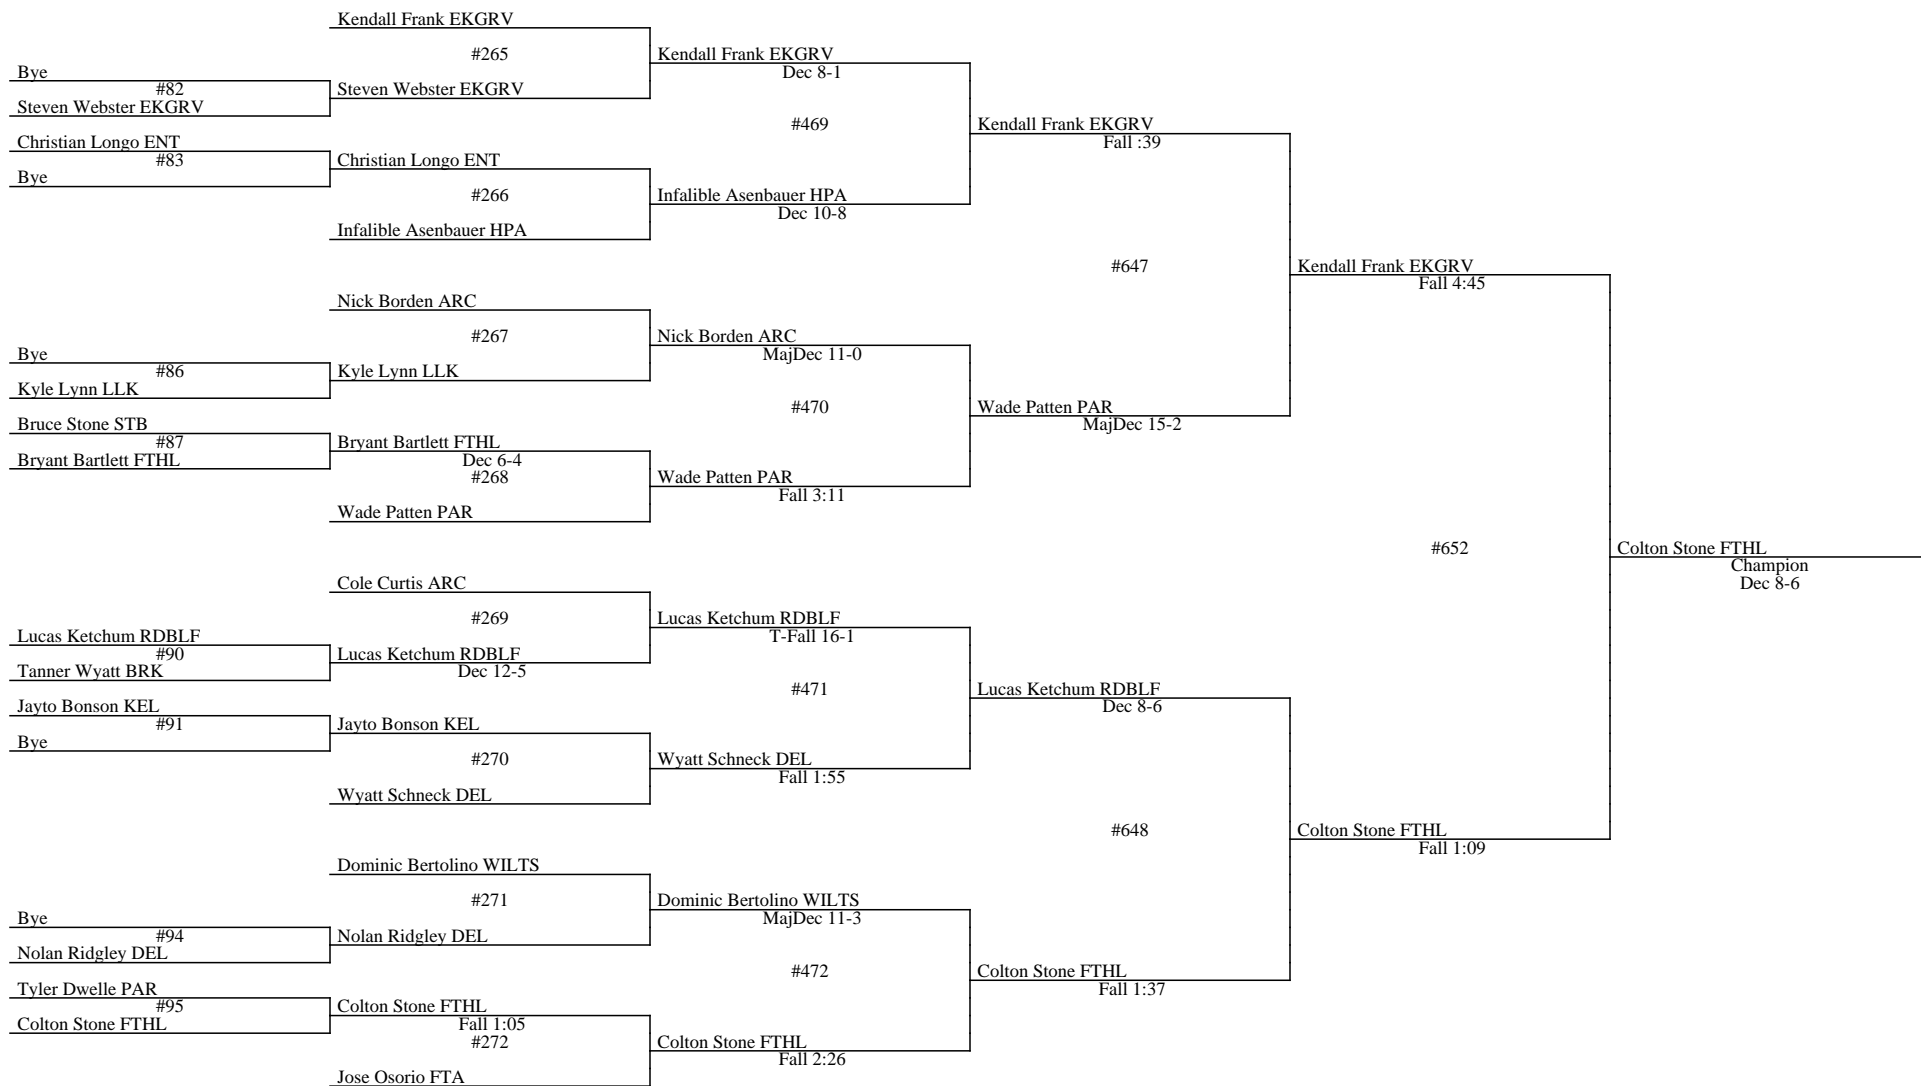 Kendall Frank EKGRV
#265
Kendall Frank EKGRV
Dec 8-1
Bye
#82
Steven Webster EKGRV
Steven Webster EKGRV
#469
Kendall Frank EKGRV
Fall :39
Christian Longo ENT
#83
Christian Longo ENT
Bye
#266
Infalible Asenbauer HPA
Dec 10-8
Infalible Asenbauer HPA
#647
Kendall Frank EKGRV
Fall 4:45
Nick Borden ARC
#267
Nick Borden ARC
MajDec 11-0
Bye
#86
Kyle Lynn LLK
Kyle Lynn LLK
#470
Wade Patten PAR
MajDec 15-2
Bruce Stone STB
#87
Bryant Bartlett FTHL
Bryant Bartlett FTHL
Dec 6-4
#268
Wade Patten PAR
Fall 3:11
Wade Patten PAR
#652
Colton Stone FTHL
Champion
Dec 8-6
Cole Curtis ARC
#269
Lucas Ketchum RDBLF
T-Fall 16-1
Lucas Ketchum RDBLF
#90
Lucas Ketchum RDBLF
Tanner Wyatt BRK
Dec 12-5
#471
Lucas Ketchum RDBLF
Dec 8-6
Jayto Bonson KEL
#91
Jayto Bonson KEL
Bye
#270
Wyatt Schneck DEL
Fall 1:55
Wyatt Schneck DEL
#648
Colton Stone FTHL
Fall 1:09
Dominic Bertolino WILTS
#271
Dominic Bertolino WILTS
MajDec 11-3
Bye
#94
Nolan Ridgley DEL
Nolan Ridgley DEL
#472
Colton Stone FTHL
Fall 1:37
Tyler Dwelle PAR
#95
Colton Stone FTHL
Colton Stone FTHL
Fall 1:05
#272
Colton Stone FTHL
Fall 2:26
Jose Osorio FTA